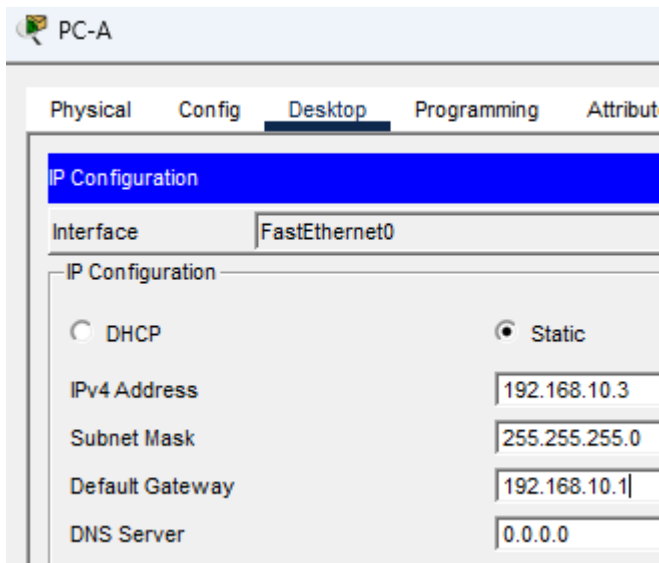 PC-A
Physical Config Desktop Programming
IP Configuration
Interface FastEthernet0
IP Configuration
DHCP Static
IPv4 Address 192.168.10.3
Subnet Mask 255.255.255.0
Default Gateway 192.168.10.1
DNS Server 0.0.0.0